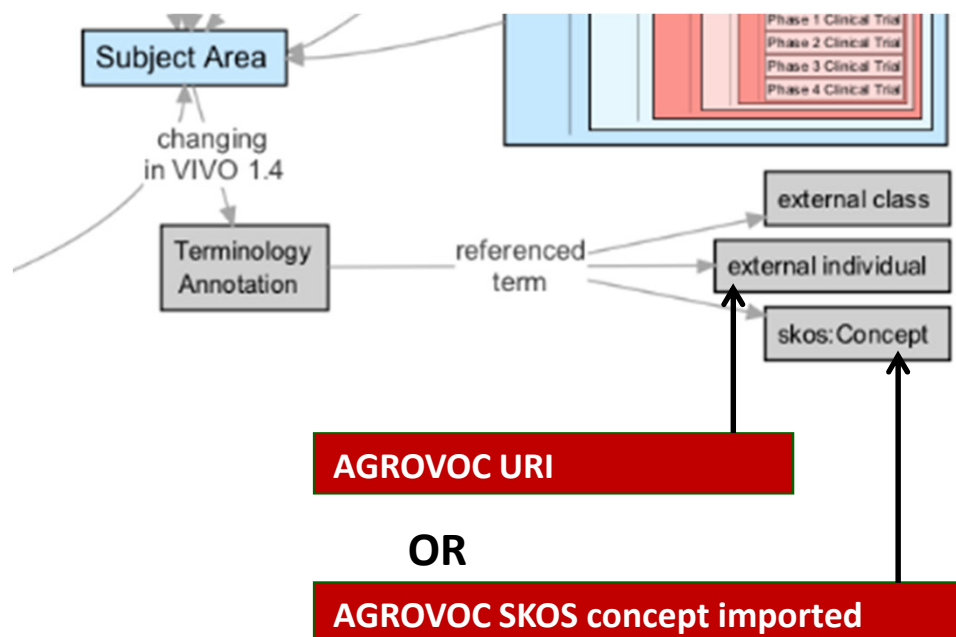 Phase 1 Clinical Trial
Phase 2 Clinical Trial
Phase 3 Clinical Trial
Phase 4 Clinical Trial
Subject Area
changing
in VIVO 1.4
Terminology
Annotation
referenced
term
external class
external individual
skos:Concept
AGROVOC URI
OR
AGROVOC SKOS concept imported